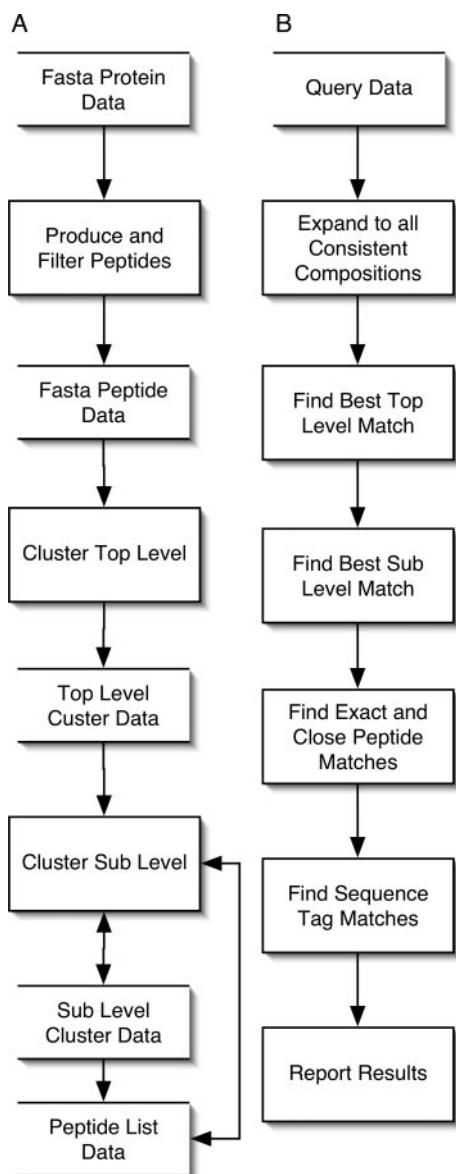 A
Fasta Protein
Data
Produce and
Filter Peptides
Fasta Peptide
Data
Cluster Top Level
Top Level
Custer Data
Cluster Sub Level
Sub Level
Cluster Data
Peptide List
Data
B
Query Data
Expand to all
Consistent
Compositions
Find Best Top
Level Match
Find Best Sub
Level Match
Find Exact and
Close Peptide
Matches
Find Sequence
Tag Matches
Report Results